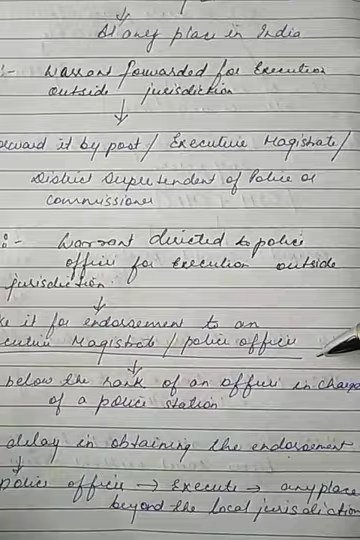 At any place in India
:- Warrant forwarded for Execution
outside jurisdiction
orward it by post / Executive Magistrate /
District Superintendent of Police or
Commissioner
:- Warrant directed to police
officer for Execution outside
jurisdiction.
ke it for endorsement to an
ecutive Magistrate / police officer
below the rank of an officer in charge
of a police station
delay in obtaining the endorsement
police officer → Execute → any place
beyond the local jurisdiction